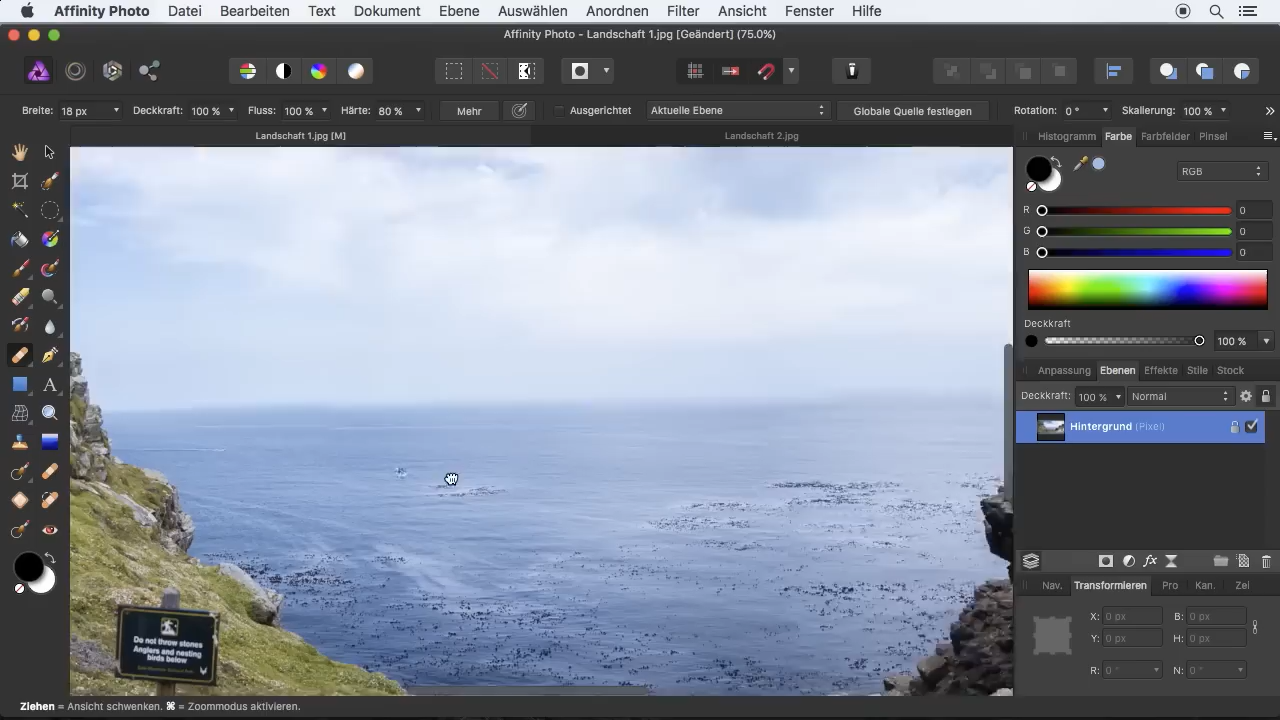 Affinity Photo Datei Bearbeiten Text Dokument Ebene Auswählen Anordnen Filter Ansicht Fenster Hilfe
Affinity Photo - Landschaft 1.jpg [Geändert] (75.0%)
Breite: 18 px Deckkraft: 100 % Fluss: 100 % Härte: 80 % Mehr Ausgerichtet Aktuelle Ebene Globale Quelle festlegen Rotation: 0 ° Skallerung: 100 %
Landschaft 1.jpg [M] Landschaft 2.jpg
Histogramm Farbe Farbfelder Pinsel
RGB
R 0
G 0
B 0
Deckkraft
100 %
Anpassung Ebenen Effekte Stile Stock
Deckkraft: 100 % Normal
Hintergrund (Pixel)
Nav. Transformieren Pro Kan. Zel
X: 0 px B: 0 px
Y: 0 px H: 0 px
R: 0 ° N: 0 °
Do not throw stones
Anglers and nesting
birds below
Ziehen = Ansicht schwenken. ⌘ = Zoommodus aktivieren.